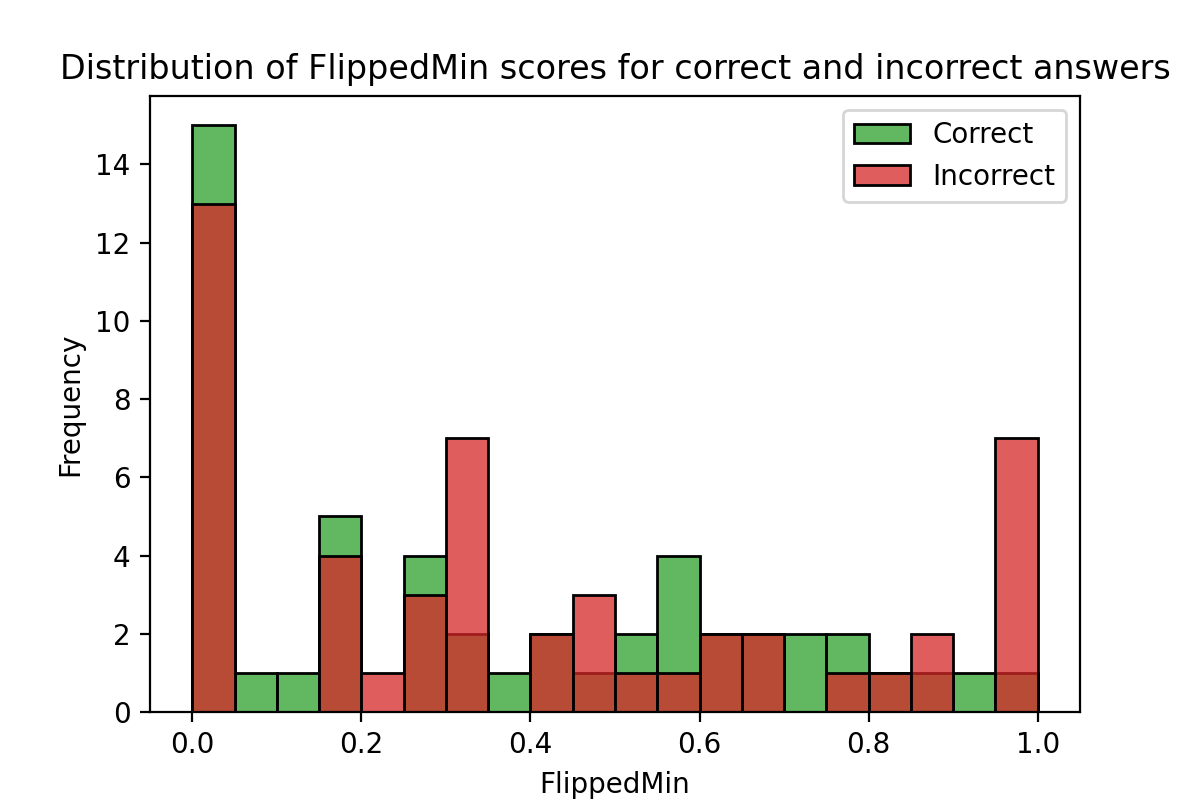 Distribution of FlippedMin scores for correct and incorrect answers
Correct
Incorrect
Frequency
14
12
10
8
6
4
2
0
0.0 0.2 0.4 0.6 0.8 1.0
FlippedMin